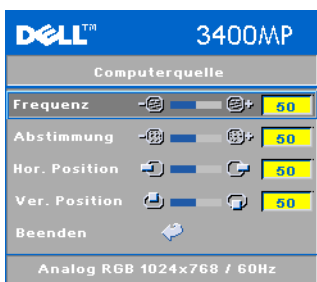 DELL™ 3400MP
Computerquelle
Frequenz - + 50
Abstimmung - + 50
Hor. Position 50
Ver. Position 50
Beenden
Analog RGB 1024x768 / 60Hz